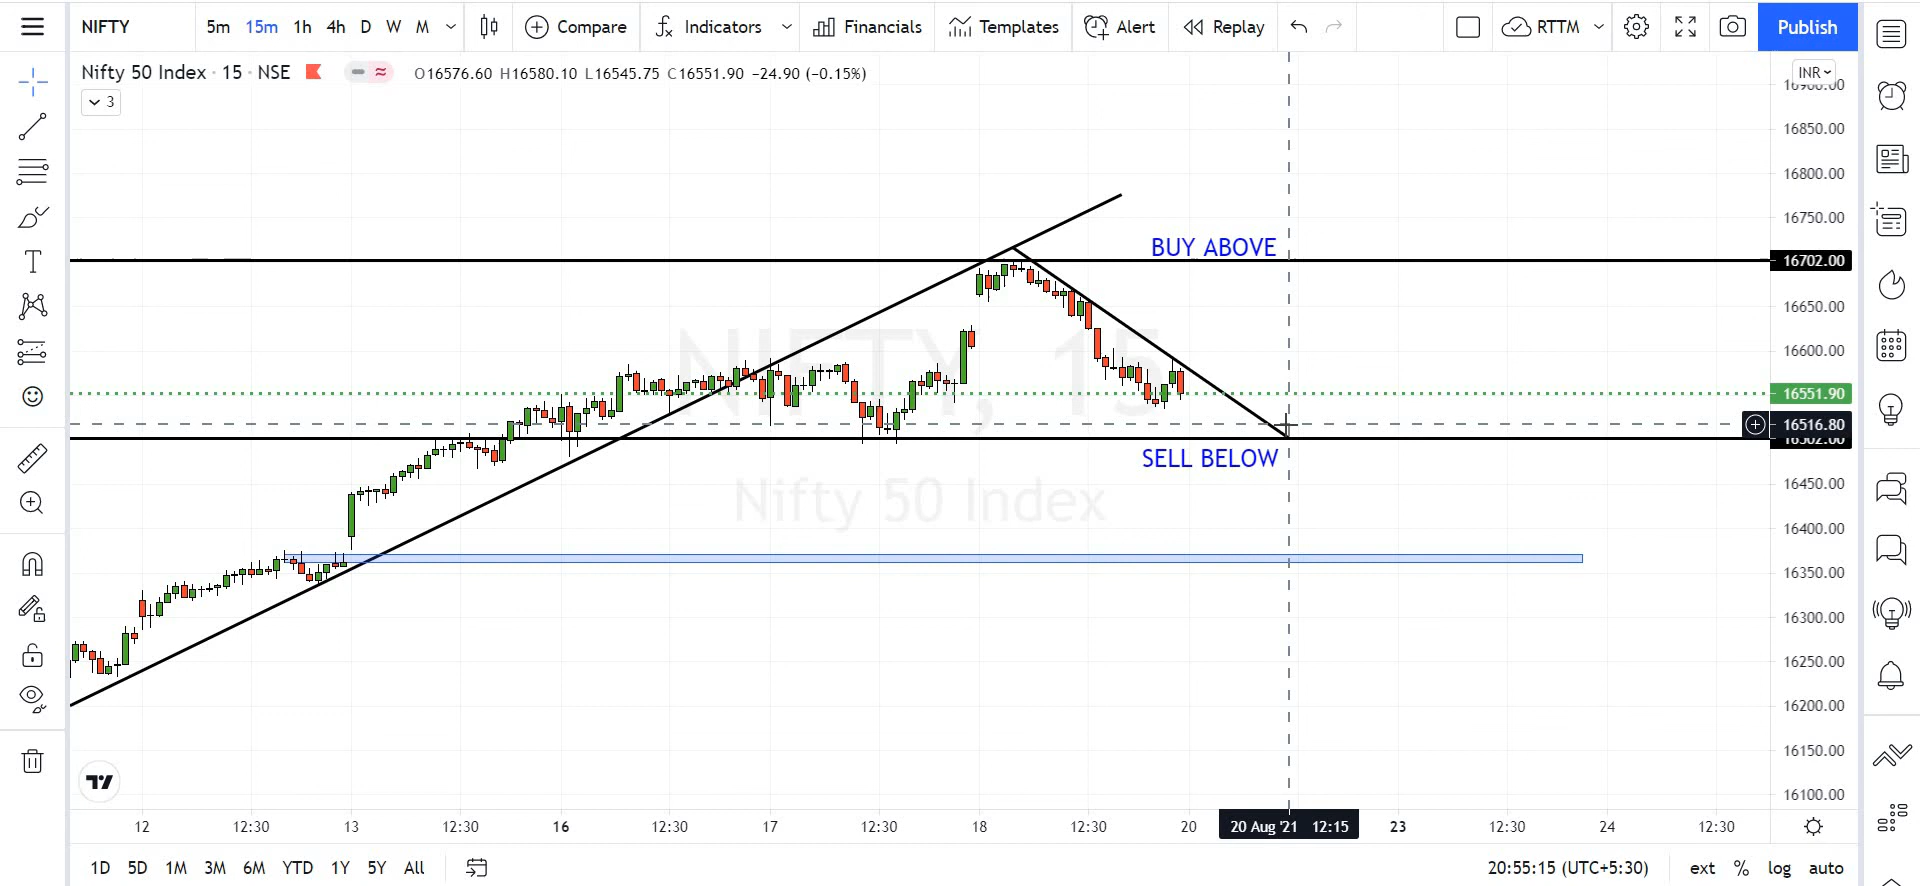 NIFTY 5m 15m 1h 4h D W M Compare Indicators Financials Templates Alert Replay RTTM Publish
Nifty 50 Index · 15 · NSE O16576.60 H16580.10 L16545.75 C16551.90 −24.90 (−0.15%)
INR
16900.00
3
16850.00
16800.00
16750.00
BUY ABOVE
16702.00
16650.00
NIFTY, 15
16600.00
16551.90
16516.80
16502.00
SELL BELOW
16450.00
Nifty 50 Index
16400.00
16350.00
16300.00
16250.00
16200.00
16150.00
16100.00
12 12:30 13 12:30 16 12:30 17 12:30 18 12:30 20 20 Aug '21 12:15 23 12:30 24 12:30
1D 5D 1M 3M 6M YTD 1Y 5Y All 20:55:15 (UTC+5:30) ext % log auto